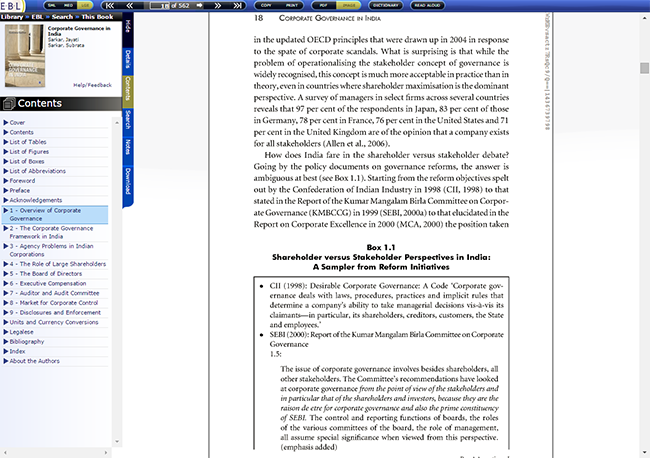 EBL
SML MED LGE
18 of 562
COPY PRINT PDF IMAGE DICTIONARY READ ALOUD
Library » EBL » Search » This Book
Corporate Governance in
India
Sarkar, Jayati
Sarkar, Subrata
Help/Feedback
Contents
Cover
Contents
List of Tables
List of Figures
List of Boxes
List of Abbreviations
Foreword
Preface
Acknowledgements
1 - Overview of Corporate
Governance
2 - The Corporate Governance
Framework in India
3 - Agency Problems in Indian
Corporations
4 - The Role of Large Shareholders
5 - The Board of Directors
6 - Executive Compensation
7 - Auditor and Audit Committee
8 - Market for Corporate Control
9 - Disclosures and Enforcement
Units and Currency Conversions
Legalese
Bibliography
Index
About the Authors
Hide
Details
Contents
Search
Notes
Download
18 CORPORATE GOVERNANCE IN INDIA
in the updated OECD principles that were drawn up in 2004 in response
to the spate of corporate scandals. What is surprising is that while the
problem of operationalising the stakeholder concept of governance is
widely recognised, this concept is much more acceptable in practice than in
theory, even in countries where shareholder maximisation is the dominant
perspective. A survey of managers in select firms across several countries
reveals that 97 per cent of the respondents in Japan, 83 per cent of those
in Germany, 78 per cent in France, 76 per cent in the United States and 71
per cent in the United Kingdom are of the opinion that a company exists
for all stakeholders (Allen et al., 2006).
How does India fare in the shareholder versus stakeholder debate?
Going by the policy documents on governance reforms, the answer is
ambiguous at best (see Box 1.1). Starting from the reform objectives spelt
out by the Confederation of Indian Industry in 1998 (CII, 1998) to that
stated in the Report of the Kumar Mangalam Birla Committee on Corpor-
ate Governance (KMBCCG) in 1999 (SEBI, 2000a) to that elucidated in the
Report on Corporate Excellence in 2000 (MCA, 2000) the position taken
Box 1.1
Shareholder versus Stakeholder Perspectives in India:
A Sampler from Reform Initiatives
• CII (1998): Desirable Corporate Governance: A Code 'Corporate gov-
ernance deals with laws, procedures, practices and implicit rules that
determine a company's ability to take managerial decisions vis-à-vis its
claimants—in particular, its shareholders, creditors, customers, the State
and employees.'
• SEBI (2000): Report of the Kumar Mangalam Birla Committee on Corporate
Governance
1.5:
The issue of corporate governance involves besides shareholders, all
other stakeholders. The Committee's recommendations have looked
at corporate governance from the point of view of the stakeholders and
in particular that of the shareholders and investors, because they are the
raison de etre for corporate governance and also the prime constituency
of SEBI. The control and reporting functions of boards, the roles of
the various committees of the board, the role of management,
all assume special significance when viewed from this perspective.
(emphasis added)